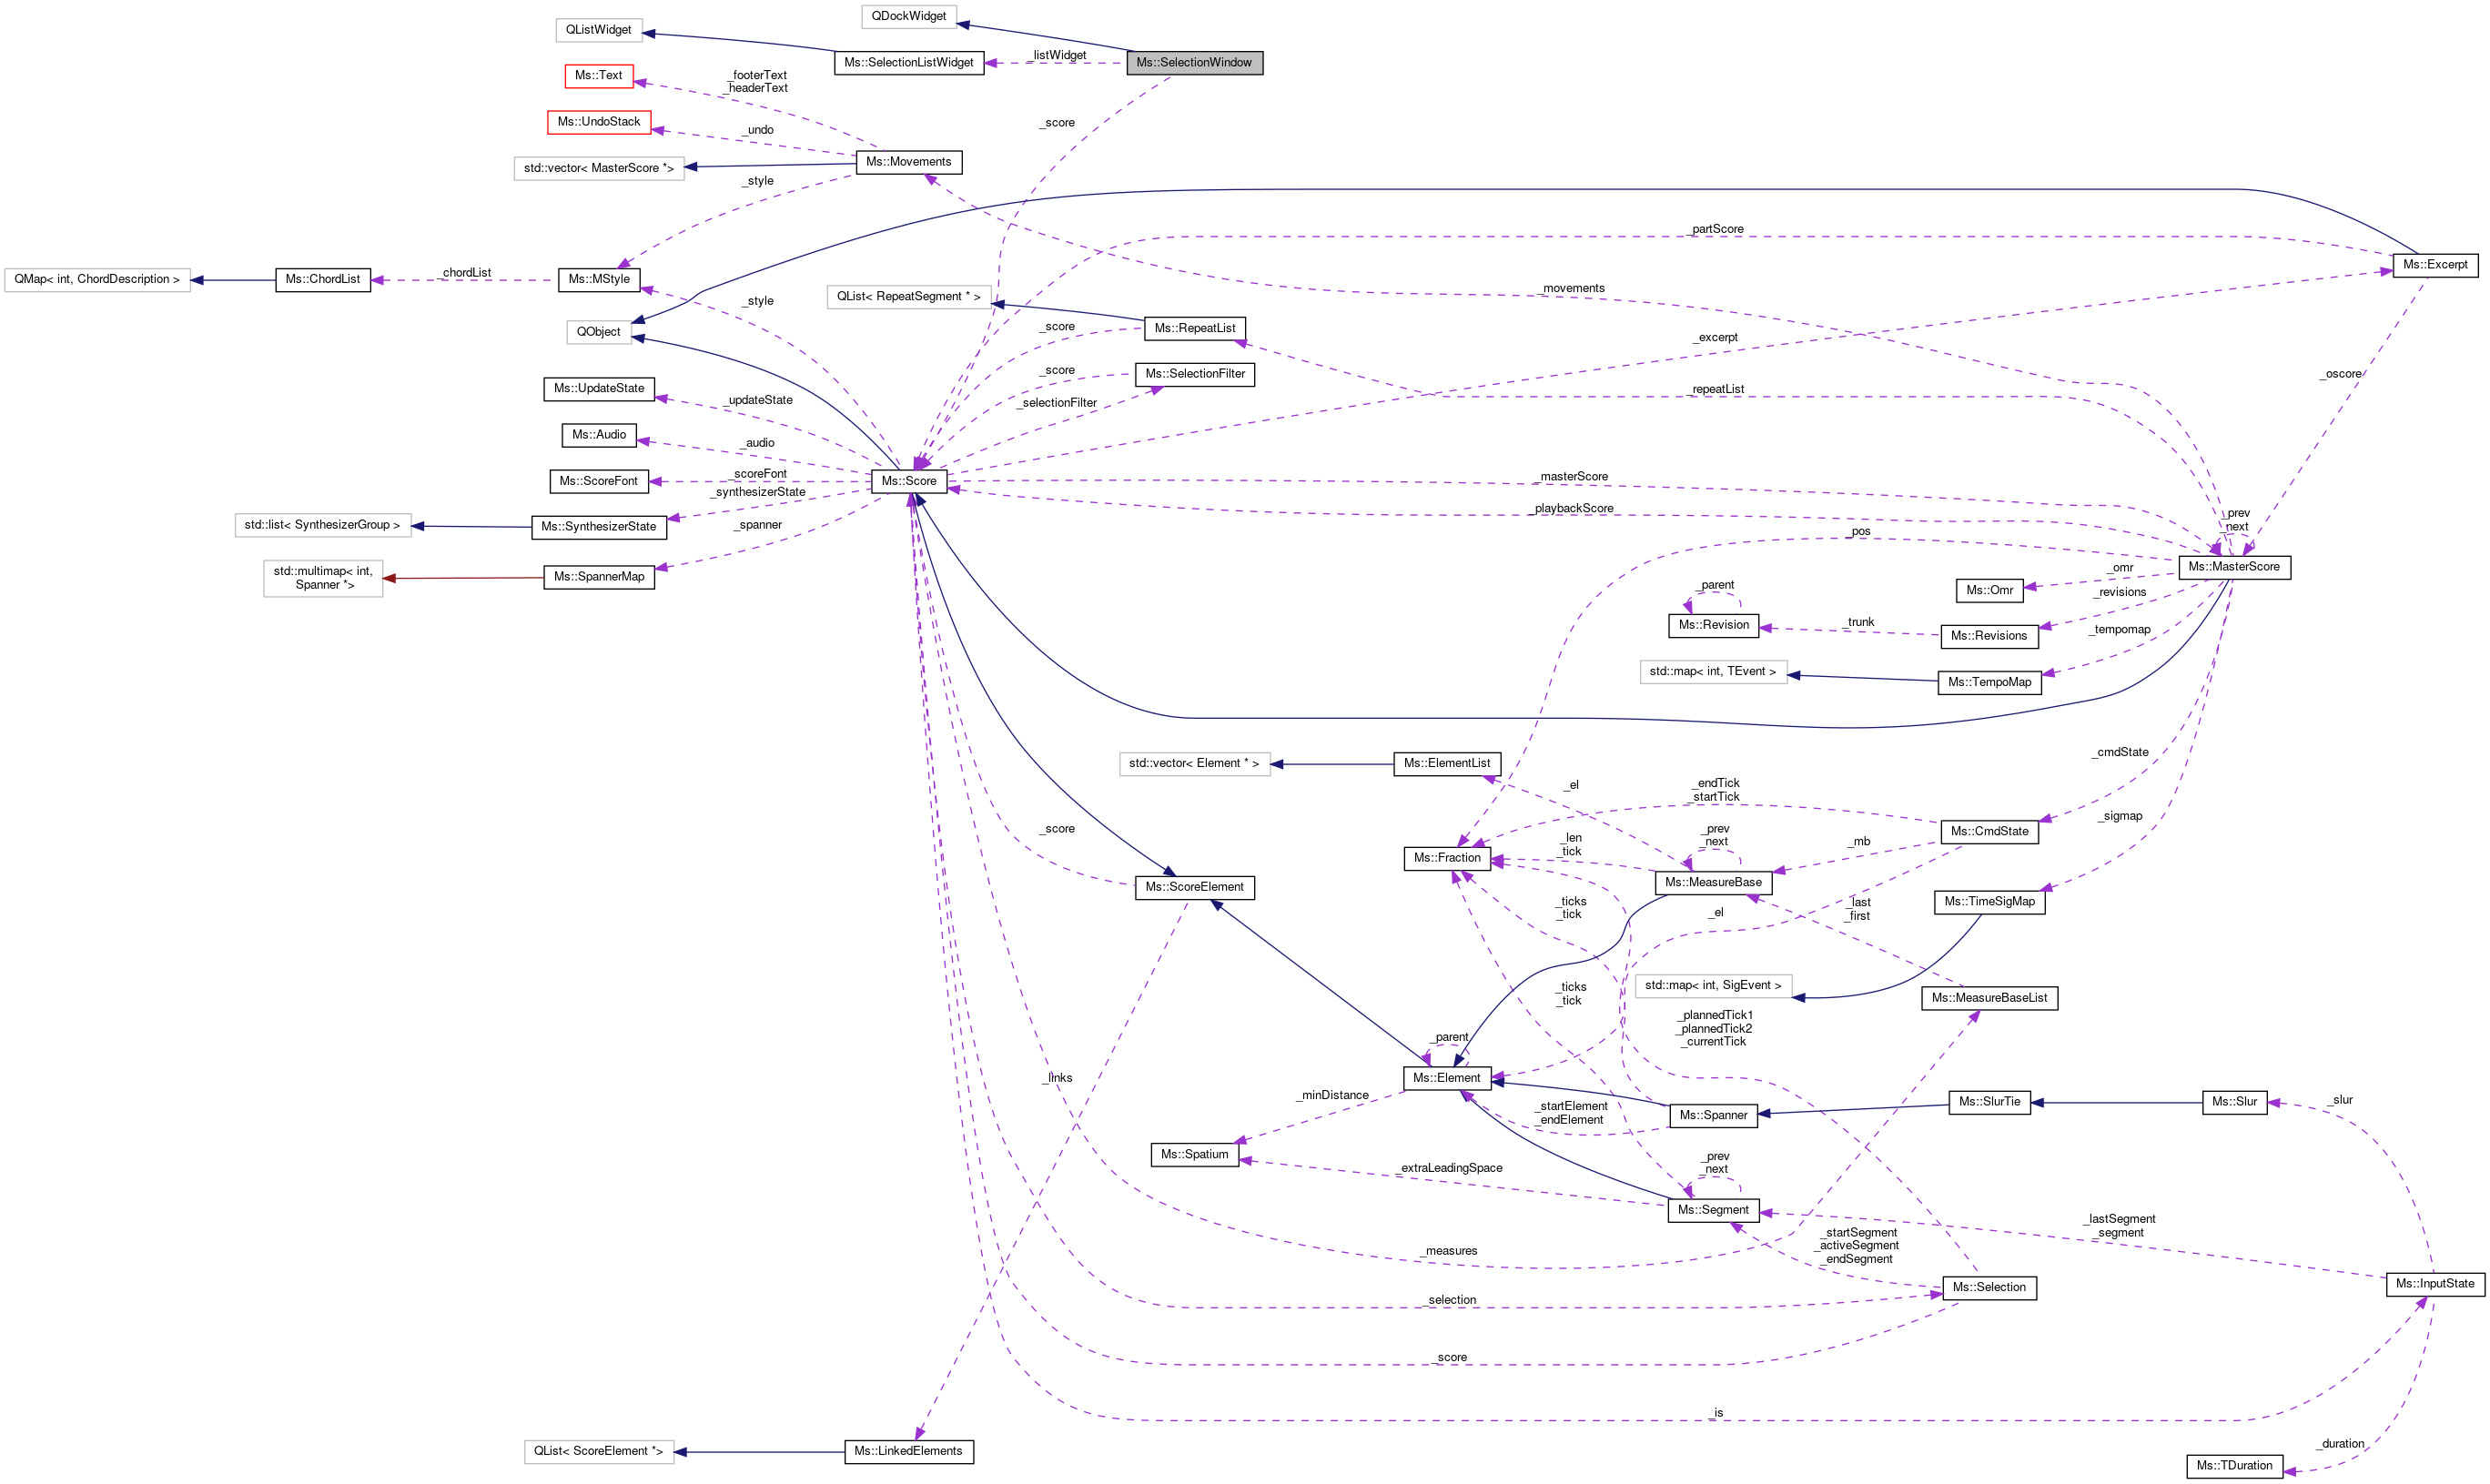 QDockWidget
QListWidget
Ms::SelectionListWidget
_listWidget
Ms::SelectionWindow
Ms::Text
_footerText
_headerText
Ms::UndoStack
_undo
_score
std::vector< MasterScore *>
Ms::Movements
_style
_partScore
Ms::Excerpt
QMap< int, ChordDescription >
_chordList
Ms::ChordList
Ms::MStyle
_movements
QList< RepeatSegment * >
_style
QObject
_score
Ms::RepeatList
_excerpt
_score
Ms::SelectionFilter
_oscore
Ms::UpdateState
_updateState
_selectionFilter
_repeatList
Ms::Audio
_audio
Ms::ScoreFont
_scoreFont
Ms::Score
_masterScore
_synthesizerState
std::list< SynthesizerGroup >
Ms::SynthesizerState
_spanner
_playbackScore
_prev
_next
_pos
std::multimap< int,
Spanner *>
Ms::SpannerMap
Ms::MasterScore
_omr
Ms::Omr
_parent
_revisions
Ms::Revision
_trunk
Ms::Revisions
_tempomap
std::map< int, TEvent >
Ms::TempoMap
std::vector< Element * >
Ms::ElementList
_cmdState
_el
_endTick
_startTick
_score
_len
_tick
_prev
_next
_mb
Ms::CmdState
_sigmap
Ms::Fraction
Ms::MeasureBase
Ms::ScoreElement
_ticks
_tick
_el
_last
_first
Ms::TimeSigMap
_ticks
_tick
std::map< int, SigEvent >
Ms::MeasureBaseList
_plannedTick1
_plannedTick2
_currentTick
_parent
Ms::Element
_links
_minDistance
_startElement
_endElement
Ms::Spanner
Ms::SlurTie
Ms::Slur
_slur
Ms::Spatium
_extraLeadingSpace
_prev
_next
Ms::Segment
_lastSegment
_segment
_measures
_startSegment
_activeSegment
_endSegment
Ms::Selection
Ms::InputState
_selection
_score
_is
QList< ScoreElement *>
Ms::LinkedElements
_duration
Ms::TDuration